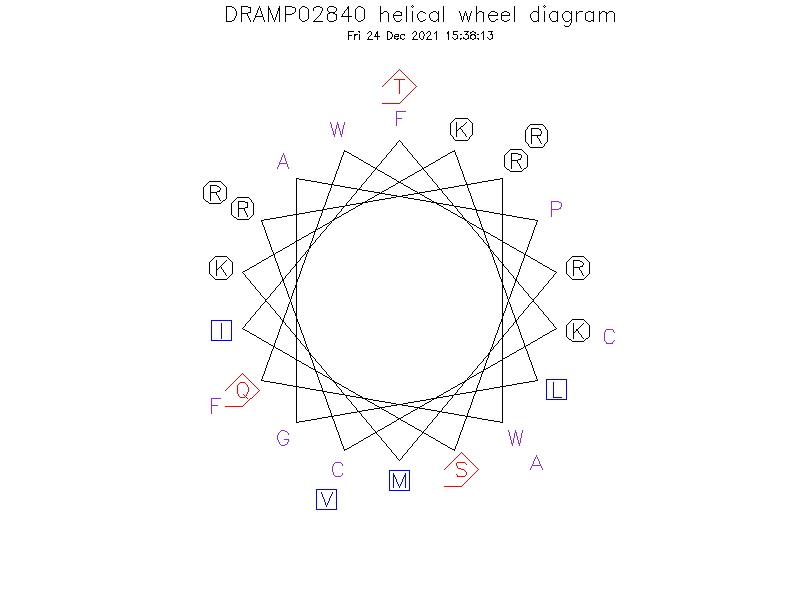 DRAMP02840 helical wheel diagram
Fri 24 Dec 2021 15:38:13
T
F
W
K
R
A
R
R
R
P
K
R
I
K
C
Q
L
F
G
W
C
S
A
M
V